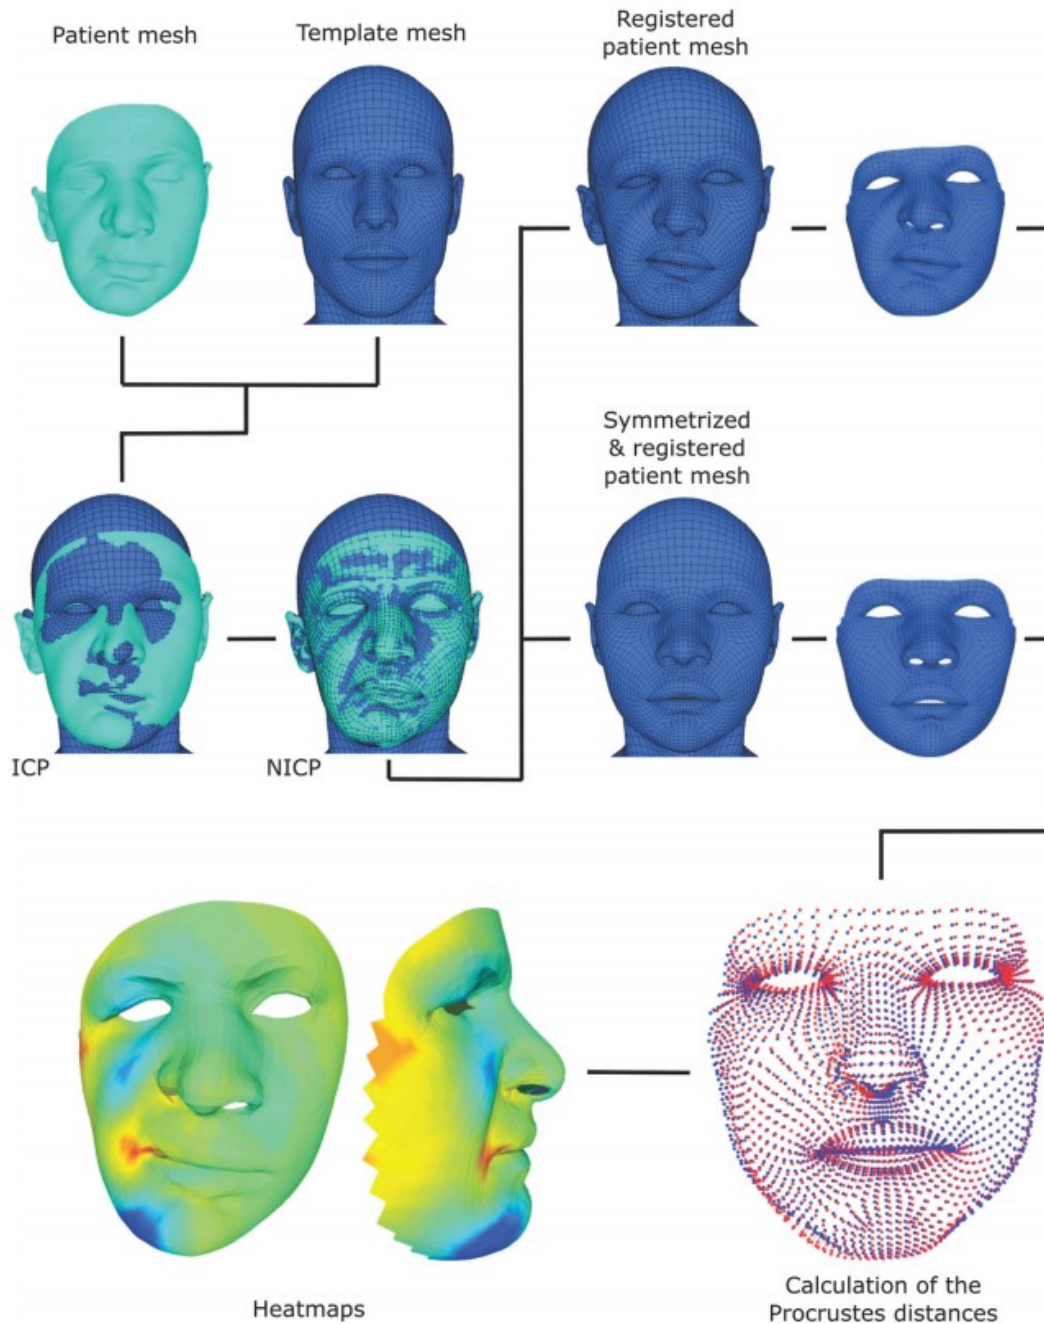 Patient mesh
Template mesh
Registered
patient mesh
Symmetrized
& registered
patient mesh
ICP
NICP
Heatmaps
Calculation of the
Procrustes distances